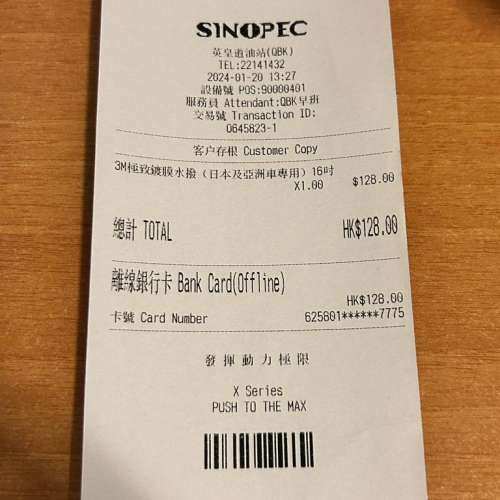 SINOPEC
英皇道油站(QBK)
TEL:22141432
2024-01-20 13:27
設備號 POS:90000401
服務員 Attendant:QBK早班
交易號 Transaction ID:
0645823-1
客户存根 Customer Copy
3M極致鍍膜水撥（日本及亞洲車專用）16吋
X1.00 $128.00
總計 TOTAL HK$128.00
離線銀行卡 Bank Card(Offline)
HK$128.00
卡號 Card Number 625801******7775
發揮動力極限
X Series
PUSH TO THE MAX